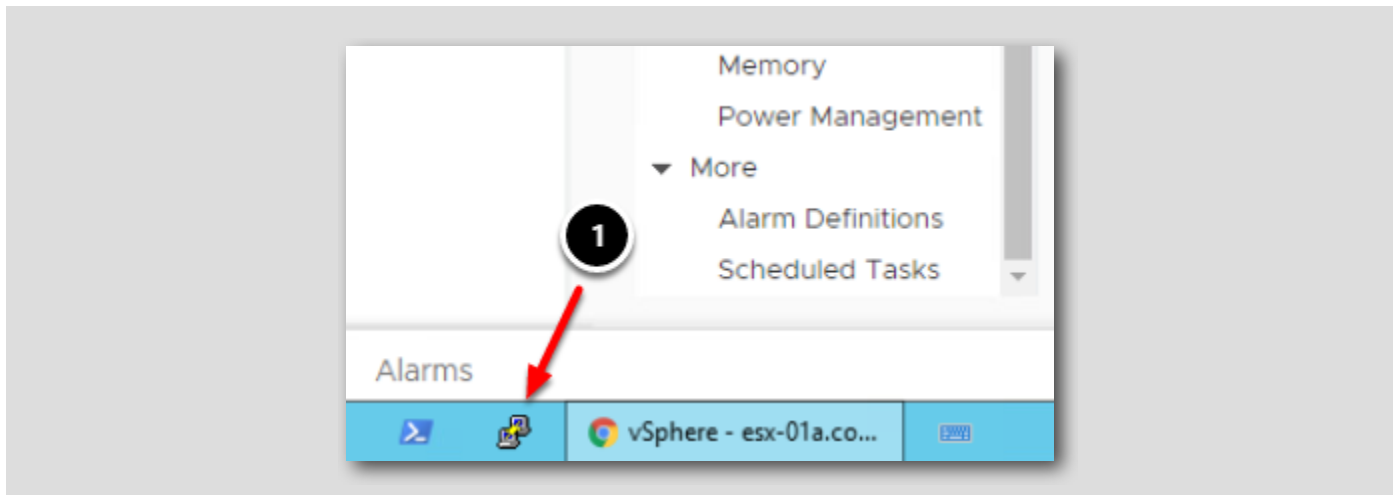 Memory
Power Management
More
Alarm Definitions
1
Scheduled Tasks
Alarms
vSphere - esx-01a.co...